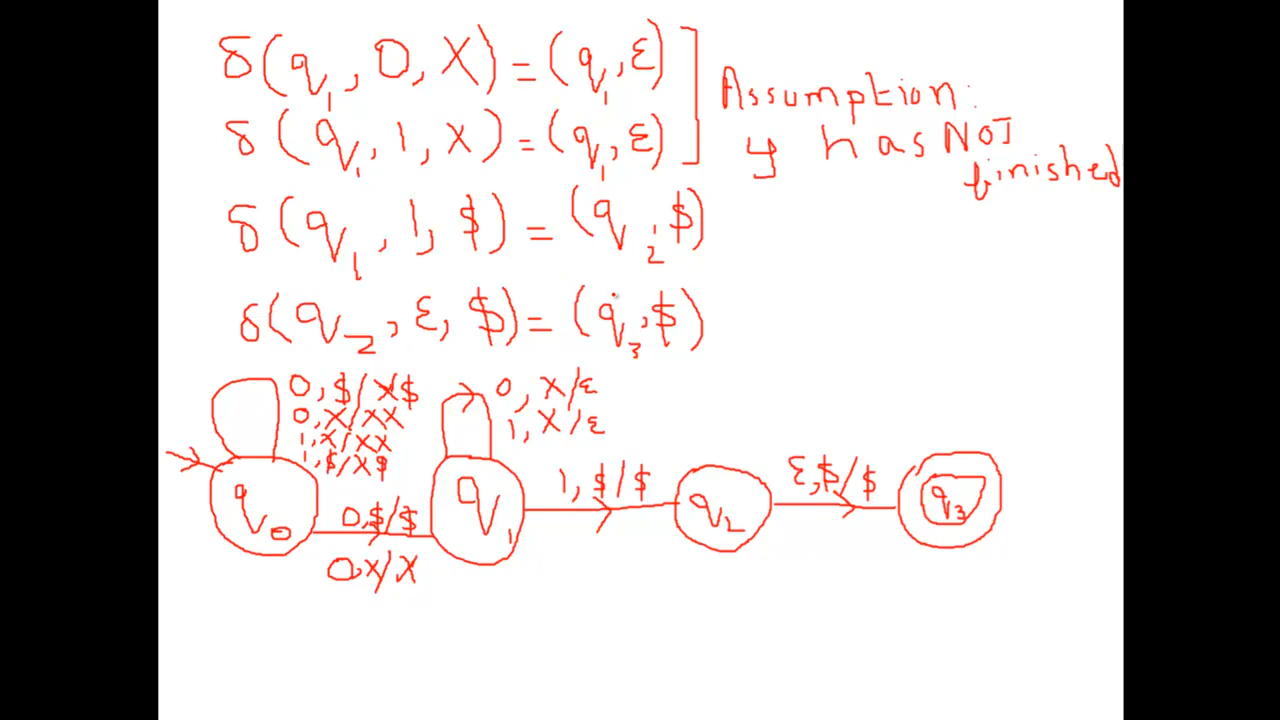 δ(q₁, 0, X) = (q₁, ε)
δ(q₁, 1, X) = (q₁, ε)
Assumption:
y has NOT
finished
δ(q₁, 1, $) = (q₂, $)
δ(q₂, ε, $) = (q₃, $)
0, $/X$
0, X/XX
1, X/XX
1, $/X$
0, X/ε
1, X/ε
q₀
0,$/$
0,X/X
q₁
1, $/$
q₂
ε,$/$
q₃